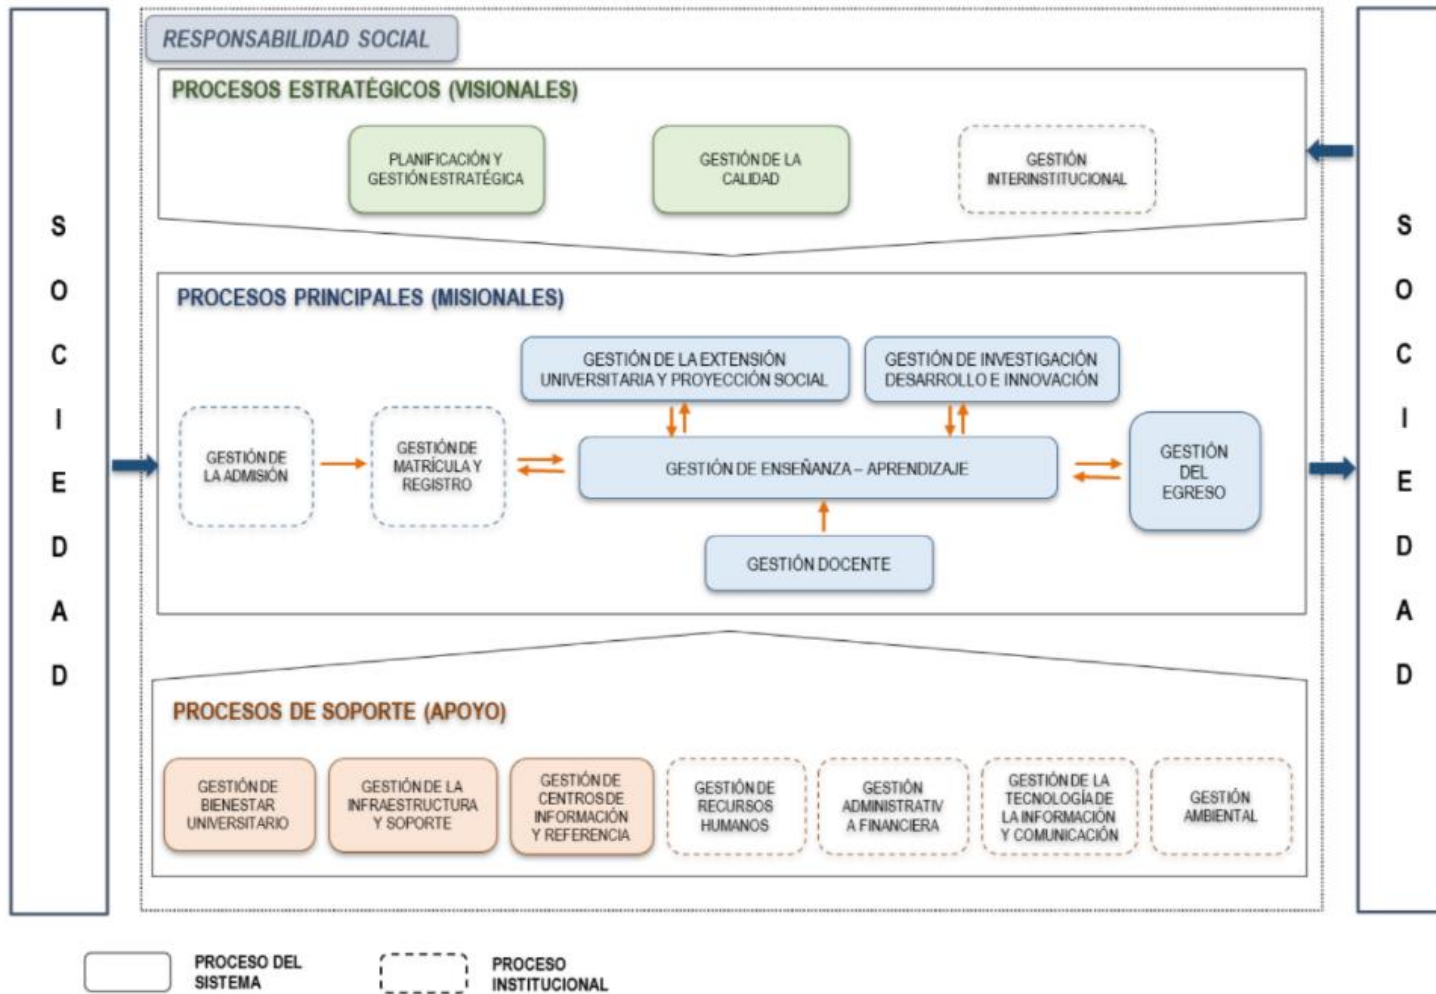 RESPONSABILIDAD SOCIAL
PROCESOS ESTRATÉGICOS (VISIONALES)
PLANIFICACIÓN Y
GESTIÓN ESTRATÉGICA
GESTIÓN DE LA
CALIDAD
GESTIÓN
INTERINSTITUCIONAL
S
O
C
I
E
D
A
D
PROCESOS PRINCIPALES (MISIONALES)
GESTIÓN DE LA EXTENSIÓN
UNIVERSITARIA Y PROYECCIÓN SOCIAL
GESTIÓN DE INVESTIGACIÓN
DESARROLLO E INNOVACIÓN
GESTIÓN DE
LA ADMISIÓN
GESTIÓN DE
MATRÍCULA Y
REGISTRO
GESTIÓN DE ENSEÑANZA – APRENDIZAJE
GESTIÓN
DEL
EGRESO
GESTIÓN DOCENTE
S
O
C
I
E
D
A
D
PROCESOS DE SOPORTE (APOYO)
GESTIÓN DE
BIENESTAR
UNIVERSITARIO
GESTIÓN DE LA
INFRAESTRUCTURA
Y SOPORTE
GESTIÓN DE
CENTROS DE
INFORMACIÓN
Y REFERENCIA
GESTIÓN DE
RECURSOS
HUMANOS
GESTIÓN
ADMINISTRATIV
A FINANCIERA
GESTIÓN DE LA
TECNOLOGÍA DE
LA INFORMACIÓN
Y COMUNICACIÓN
GESTIÓN
AMBIENTAL
PROCESO DEL
SISTEMA
PROCESO
INSTITUCIONAL